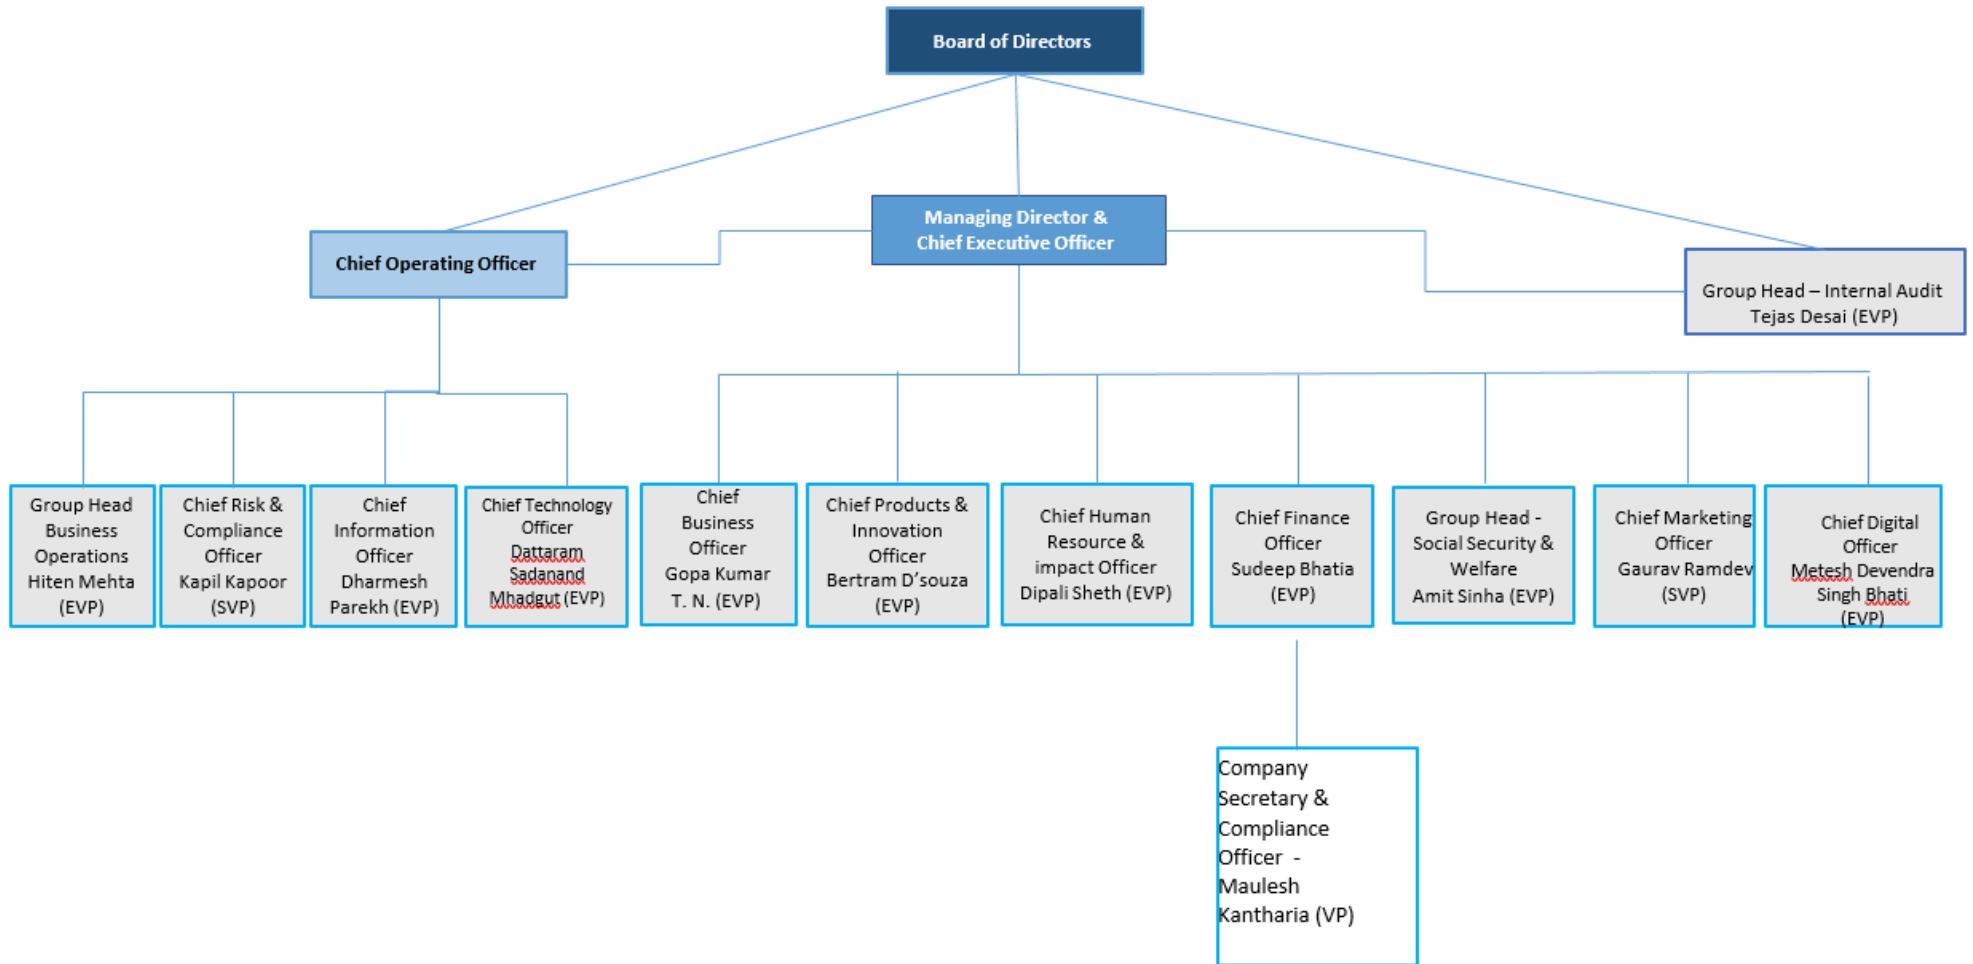 Board of Directors
Managing Director &
Chief Executive Officer
Chief Operating Officer
Group Head – Internal Audit
Tejas Desai (EVP)
Group Head
Business
Operations
Hiten Mehta
(EVP)
Chief Risk &
Compliance
Officer
Kapil Kapoor
(SVP)
Chief
Information
Officer
Dharmesh
Parekh (EVP)
Chief Technology
Officer
Dattaram
Sadanand
Mhadgut (EVP)
Chief
Business
Officer
Gopa Kumar
T. N. (EVP)
Chief Products &
Innovation
Officer
Bertram D’souza
(EVP)
Chief Human
Resource &
impact Officer
Dipali Sheth (EVP)
Chief Finance
Officer
Sudeep Bhatia
(EVP)
Group Head -
Social Security &
Welfare
Amit Sinha (EVP)
Chief Marketing
Officer
Gaurav Ramdev
(SVP)
Chief Digital
Officer
Metesh Devendra
Singh Bhati
(EVP)
Company
Secretary &
Compliance
Officer -
Maulesh
Kantharia (VP)